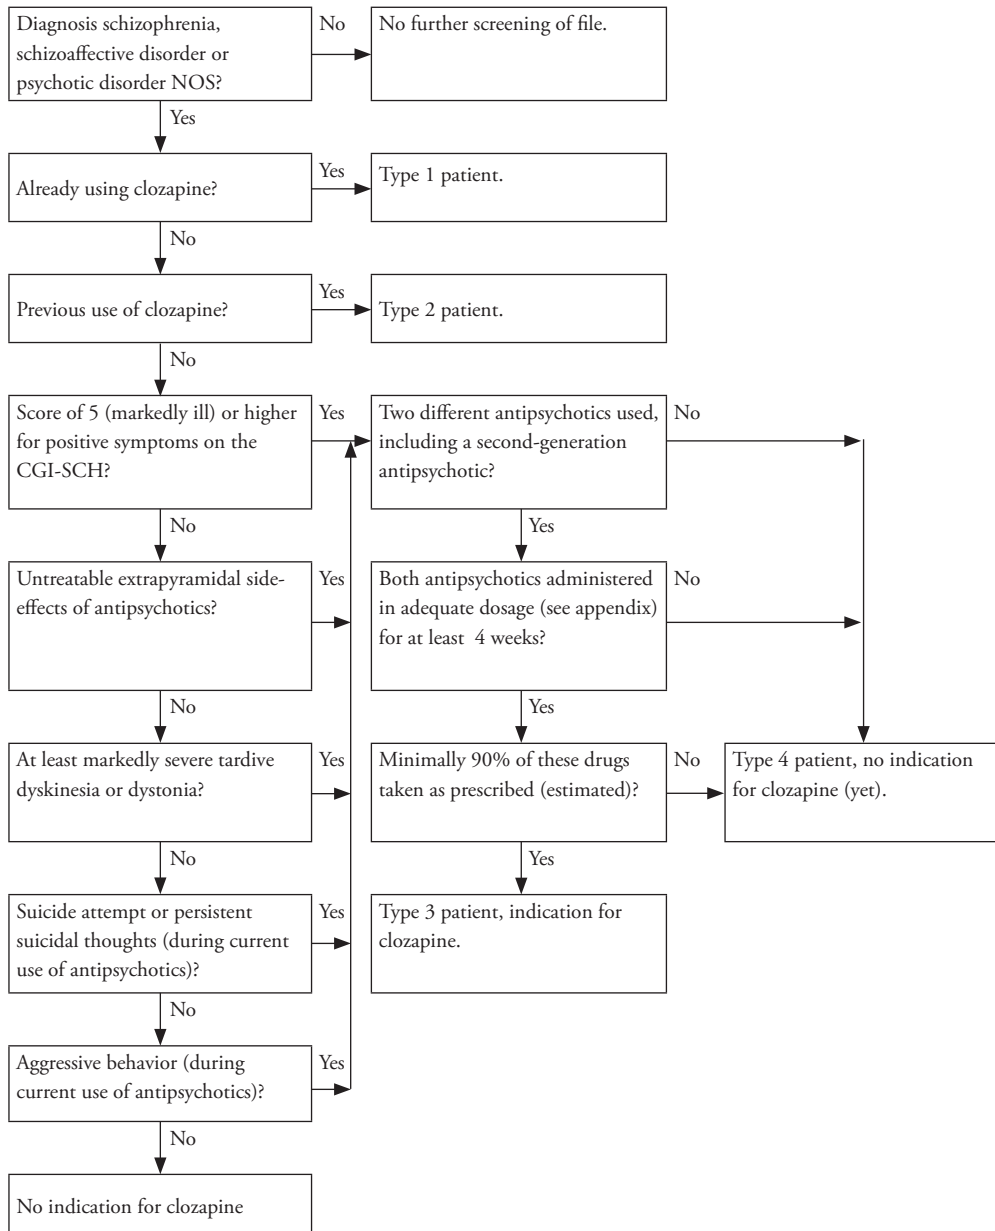 Diagnosis schizophrenia,
schizoaffective disorder or
psychotic disorder NOS?
No
No further screening of file.
Yes
Already using clozapine?
Yes
Type 1 patient.
No
Previous use of clozapine?
Yes
Type 2 patient.
No
Score of 5 (markedly ill) or higher
for positive symptoms on the
CGI-SCH?
Yes
Two different antipsychotics used,
including a second-generation
antipsychotic?
No
No
Yes
Untreatable extrapyramidal side-
effects of antipsychotics?
Yes
Both antipsychotics administered
in adequate dosage (see appendix)
for at least 4 weeks?
No
No
Yes
At least markedly severe tardive
dyskinesia or dystonia?
Yes
Minimally 90% of these drugs
taken as prescribed (estimated)?
No
Type 4 patient, no indication
for clozapine (yet).
No
Yes
Suicide attempt or persistent
suicidal thoughts (during current
use of antipsychotics)?
Yes
Type 3 patient, indication for
clozapine.
No
Aggressive behavior (during
current use of antipsychotics)?
Yes
No
No indication for clozapine